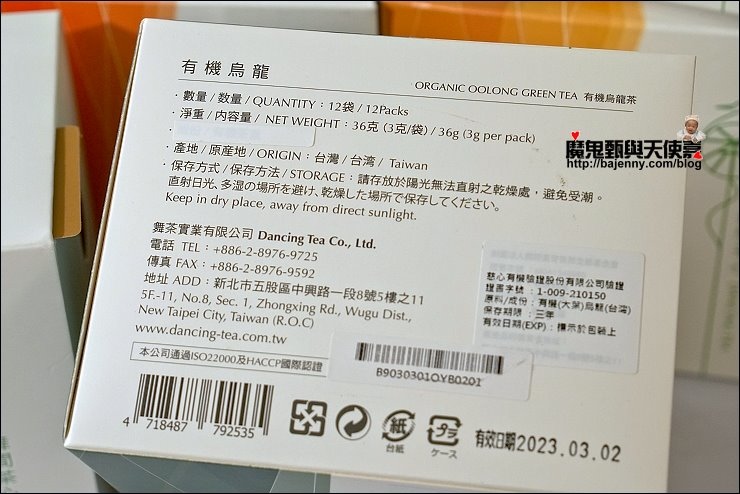 有機烏龍
ORGANIC OOLONG GREEN TEA 有機烏龍茶
・數量 / 数量 / QUANTITY：12袋 / 12Packs
・淨重 / 内容量 / NET WEIGHT：36克 (3克/袋) / 36g (3g per pack)
・產地 / 原産地 / ORIGIN：台灣 / 台湾 / Taiwan
・保存方式 / 保存方法 / STORAGE：請存放於陽光無法直射之乾燥處，避免受潮。
直射日光、多湿の場所を避け、乾燥した場所で保存してください。
Keep in dry place, away from direct sunlight.
舞茶實業有限公司 Dancing Tea Co., Ltd.
電話 TEL：+886-2-8976-9725
傳真 FAX：+886-2-8976-9592
地址 ADD：新北市五股區中興路一段8號5樓之11
5F.-11, No.8, Sec. 1, Zhongxing Rd., Wugu Dist.,
New Taipei City, Taiwan (R.O.C)
www.dancing-tea.com.tw
本公司通過ISO22000及HACCP國際認證
慈心有機驗證股份有限公司驗證
證書字號：1-009-210150
原料/成份：有機(大葉)烏龍(台灣)
保存期限：三年
有效日期(EXP)：標示於包裝上
B9030301OYB0201
4 718487 792535
紙
台紙
プラ
ケース
有效日期2023.03.02
魔鬼甄與天使嘉
http://bajenny.com/blog